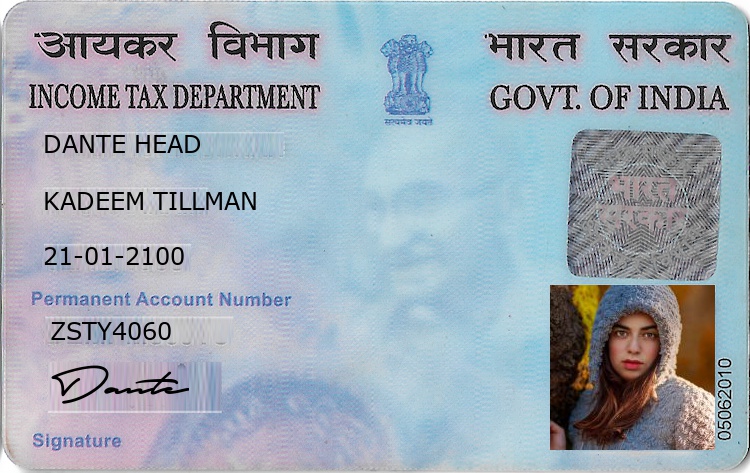 आयकर विभाग
भारत सरकार
INCOME TAX DEPARTMENT
GOVT. OF INDIA
सत्यमेव जयते
DANTE HEAD
भारत
सरकार
KADEEM TILLMAN
21-01-2100
Permanent Account Number
ZSTY4060
Dante
Signature
05062010